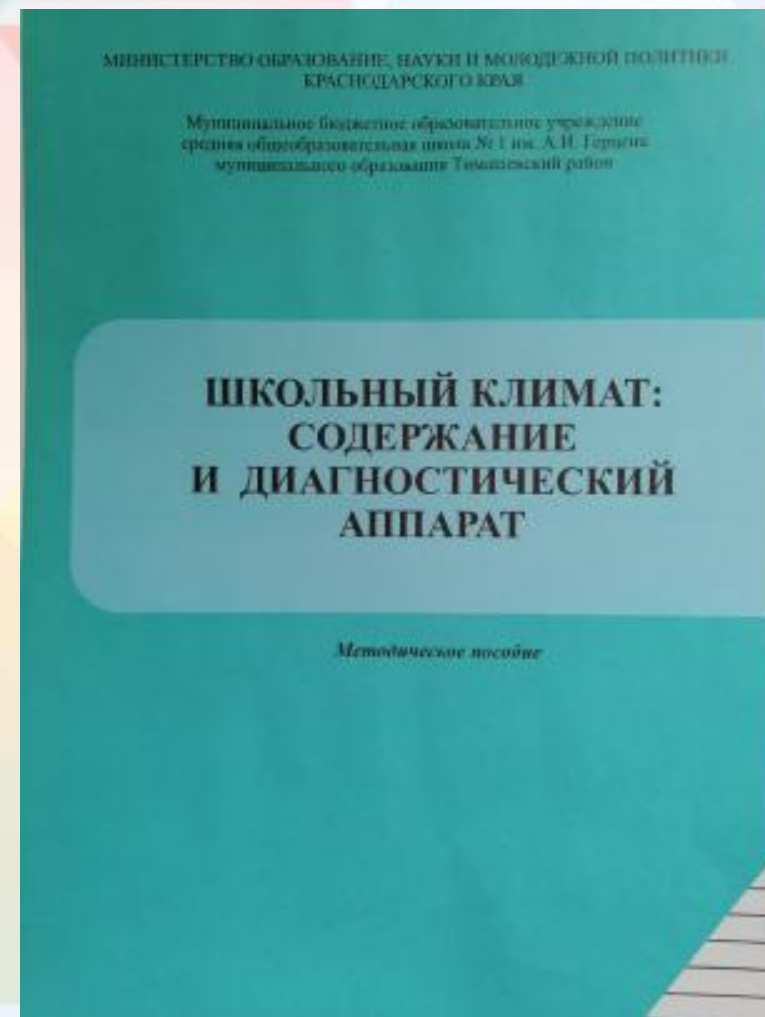 МИНИСТЕРСТВО ОБРАЗОВАНИЕ, НАУКИ И МОЛОДЕЖНОЙ ПОЛИТИКИ
КРАСНОДАРСКОГО КРАЯ
Муниципальное бюджетное образовательное учреждение
средняя общеобразовательная школа № 1 им. А.И. Герцена
муниципального образования Тимашевский район
ШКОЛЬНЫЙ КЛИМАТ:
СОДЕРЖАНИЕ
И ДИАГНОСТИЧЕСКИЙ
АППАРАТ
Методическое пособие